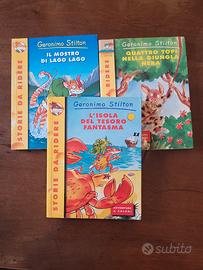 Geronimo Stilton
IL MOSTRO
DI LAGO LAGO
STORIE DA RIDERE
Geronimo Stilton
QUATTRO TOPI
NELLA GIUNGLA
NERA
A RIDERE
Geronimo Stilton
L'ISOLA
DEL TESORO
FANTASMA
STORIE DA RIDERE
subito